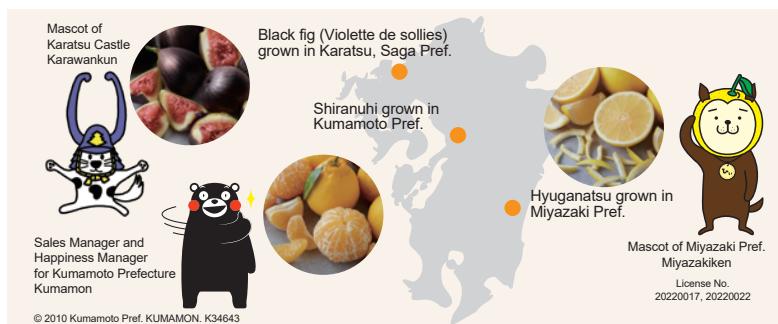 Mascot of
Karatsu Castle
Karawankun
Black fig (Violette de sollies)
grown in Karatsu, Saga Pref.
Shiranuhi grown in
Kumamoto Pref.
Hyuganatsu grown in
Miyazaki Pref.
Sales Manager and
Happiness Manager
for Kumamoto Prefecture
Kumamon
© 2010 Kumamoto Pref. KUMAMON. K34643
Mascot of Miyazaki Pref.
Miyazakiken
License No.
20220017, 20220022